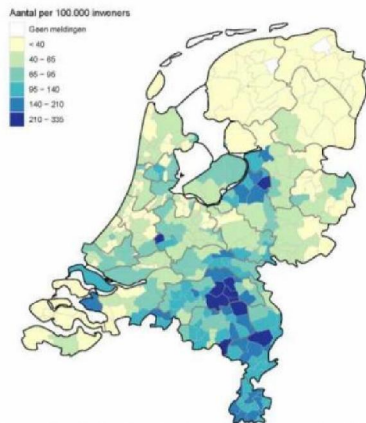 Aantal per 100.000 inwoners
Geen meldingen
< 40
40 – 65
65 – 95
95 – 140
140 – 210
210 – 335